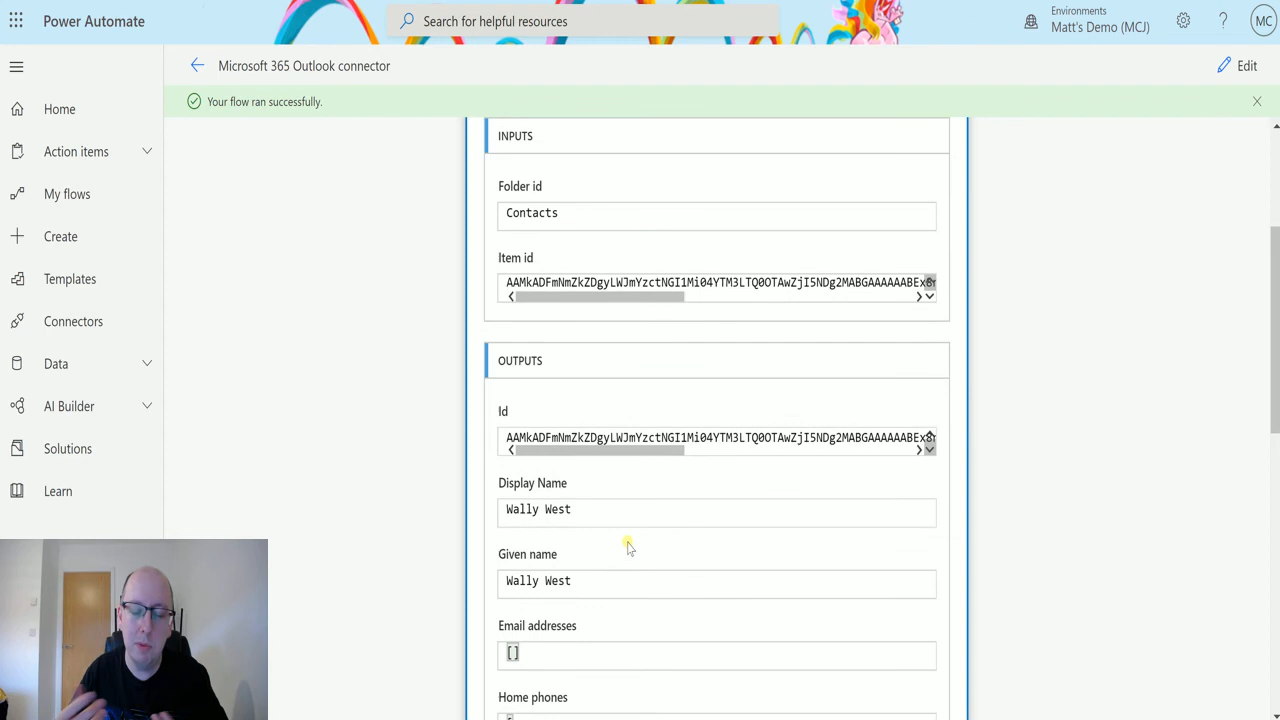 Power Automate
Search for helpful resources
Environments
Matt's Demo (MCJ)
?
MC
Microsoft 365 Outlook connector
Edit
Your flow ran successfully.
Home
Action items
My flows
Create
Templates
Connectors
Data
AI Builder
Solutions
Learn
INPUTS
Folder id
Contacts
Item id
OUTPUTS
Id
Display Name
Wally West
Given name
Wally West
Email addresses
[]
Home phones